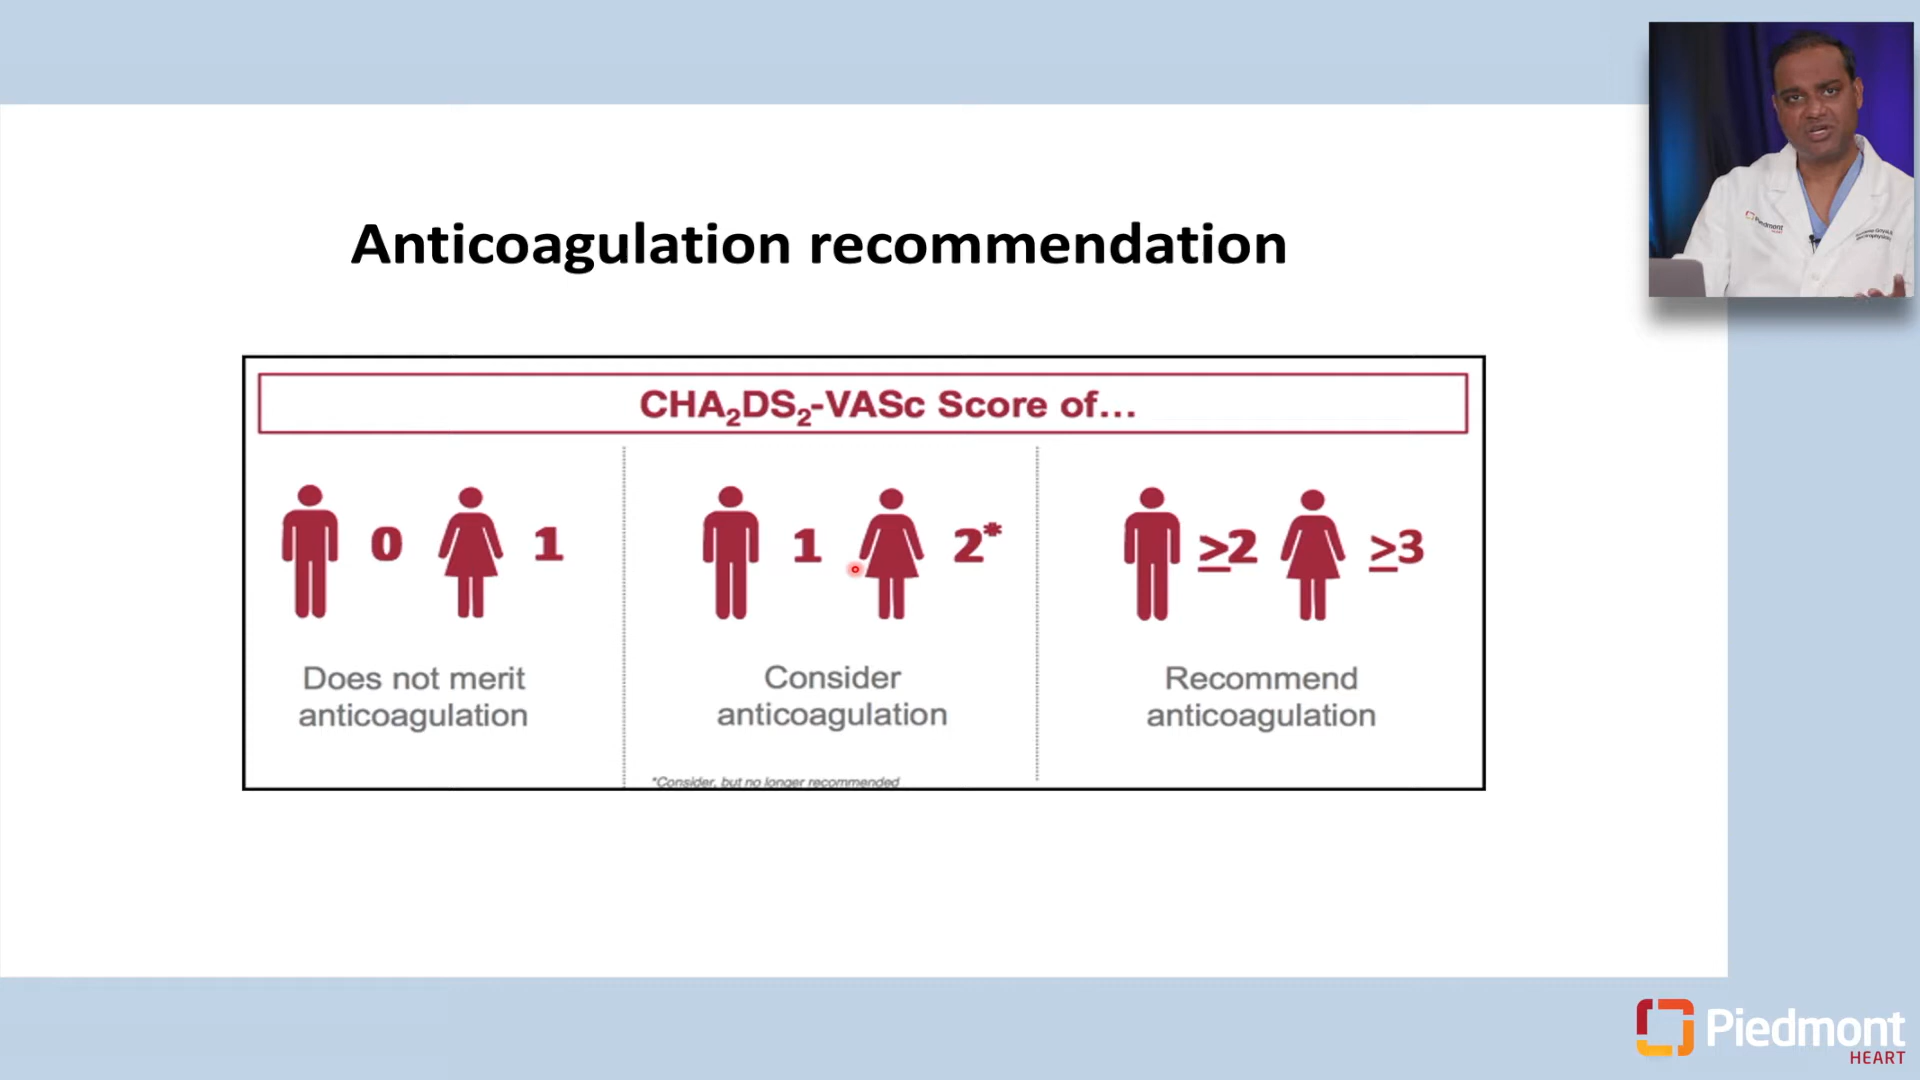 Anticoagulation recommendation
CHA₂DS₂-VASc Score of...
0 1
1 2*
≥2 ≥3
Does not merit
anticoagulation
Consider
anticoagulation
Recommend
anticoagulation
*Consider, but no longer recommended
Piedmont
HEART
Piedmont